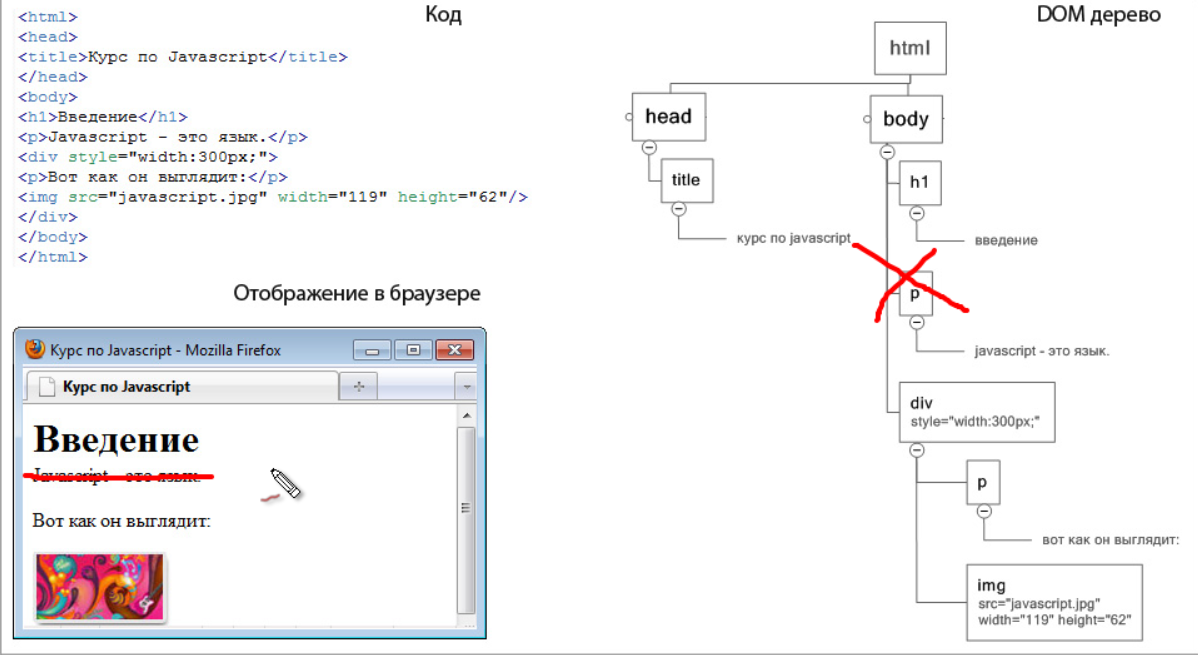 Код
<html>
<head>
<title>Курс по Javascript</title>
</head>
<body>
<h1>Введение</h1>
<p>Javascript - это язык.</p>
<div style="width:300px;">
<p>Вот как он выглядит:</p>
<img src="javascript.jpg" width="119" height="62"/>
</div>
</body>
</html>
Отображение в браузере
Курс по Javascript - Mozilla Firefox
Курс по Javascript
Введение
Javascript - это язык.
Вот как он выглядит:
DOM дерево
html
head
body
title
h1
курс по javascript
введение
p
javascript - это язык.
div
style="width:300px;"
p
вот как он выглядит:
img
src="javascript.jpg"
width="119" height="62"